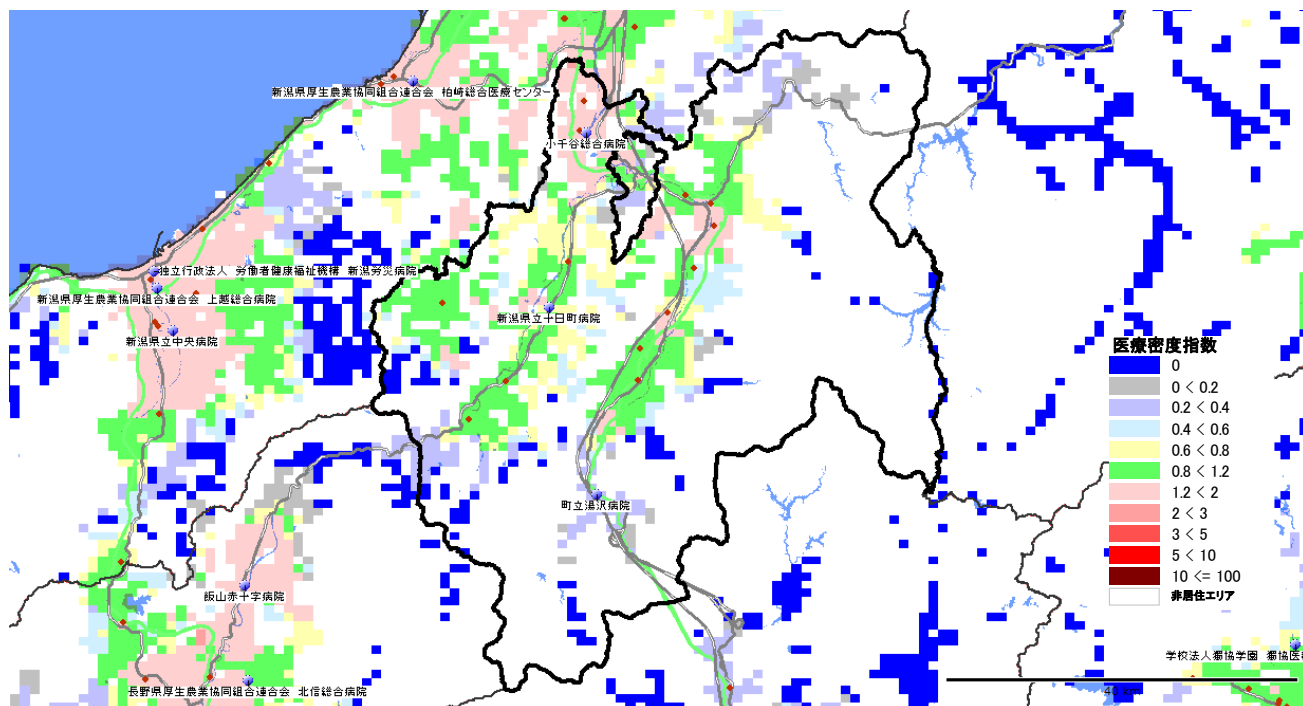 新潟県厚生農業協同組合連合会 柏崎総合医療センター
小千谷総合病院
独立行政法人 労働者健康福祉機構 新潟労災病院
新潟県厚生農業協同組合連合会 上越総合病院
新潟県立十日町病院
新潟県立中央病院
医療密度指数
0
0 < 0.2
0.2 < 0.4
0.4 < 0.6
0.6 < 0.8
0.8 < 1.2
1.2 < 2
2 < 3
3 < 5
5 < 10
10 <= 100
非居住エリア
町立湯沢病院
飯山赤十字病院
学校法人獨協学園 獨協医
長野県厚生農業協同組合連合会 北信総合病院
40 km